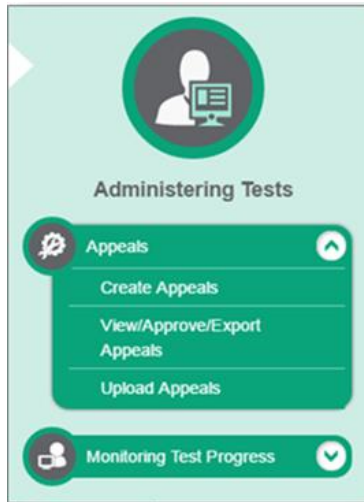 Administering Tests
Appeals
Create Appeals
View/Approve/Export
Appeals
Upload Appeals
Monitoring Test Progress